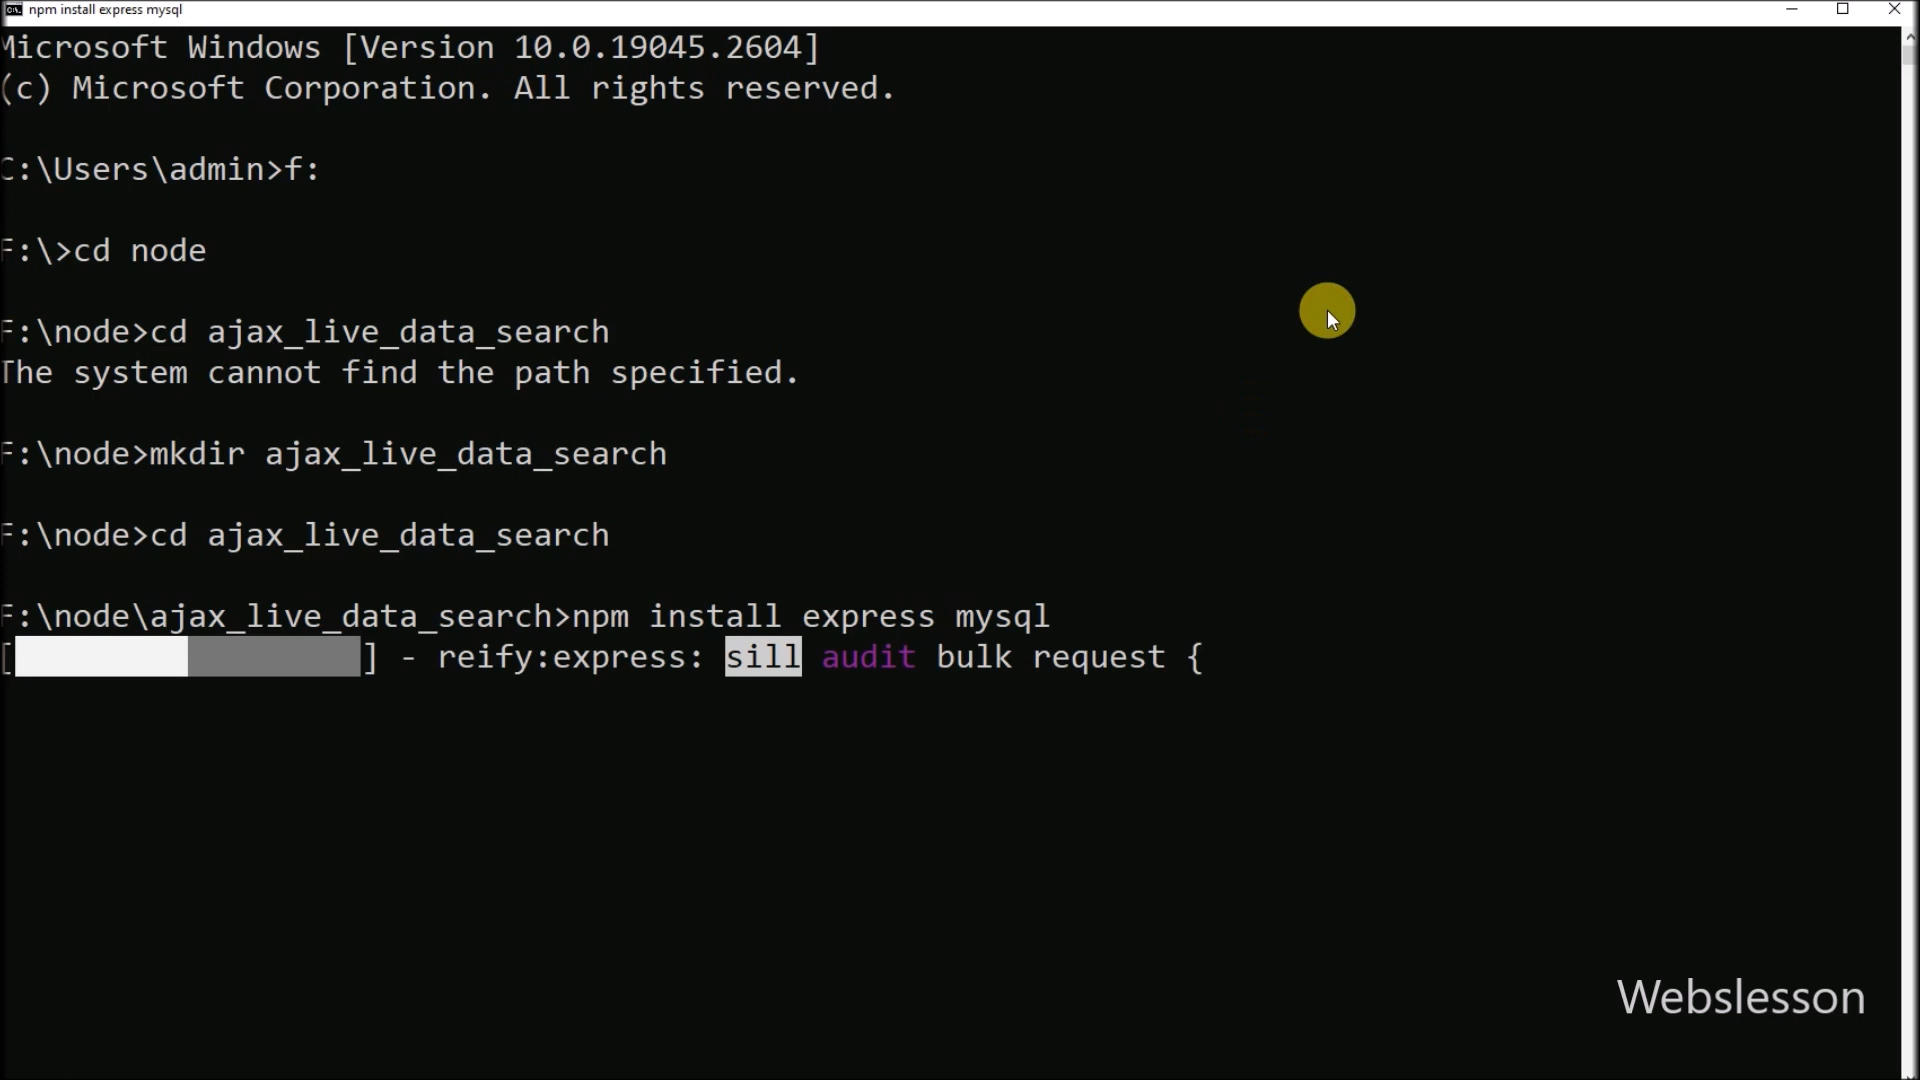 npm install express mysql
Microsoft Windows [Version 10.0.19045.2604]
(c) Microsoft Corporation. All rights reserved.
C:\Users\admin>f:
F:\>cd node
F:\node>cd ajax_live_data_search
The system cannot find the path specified.
F:\node>mkdir ajax_live_data_search
F:\node>cd ajax_live_data_search
F:\node\ajax_live_data_search>npm install express mysql
[ ] - reify:express: sill audit bulk request {
Webslesson